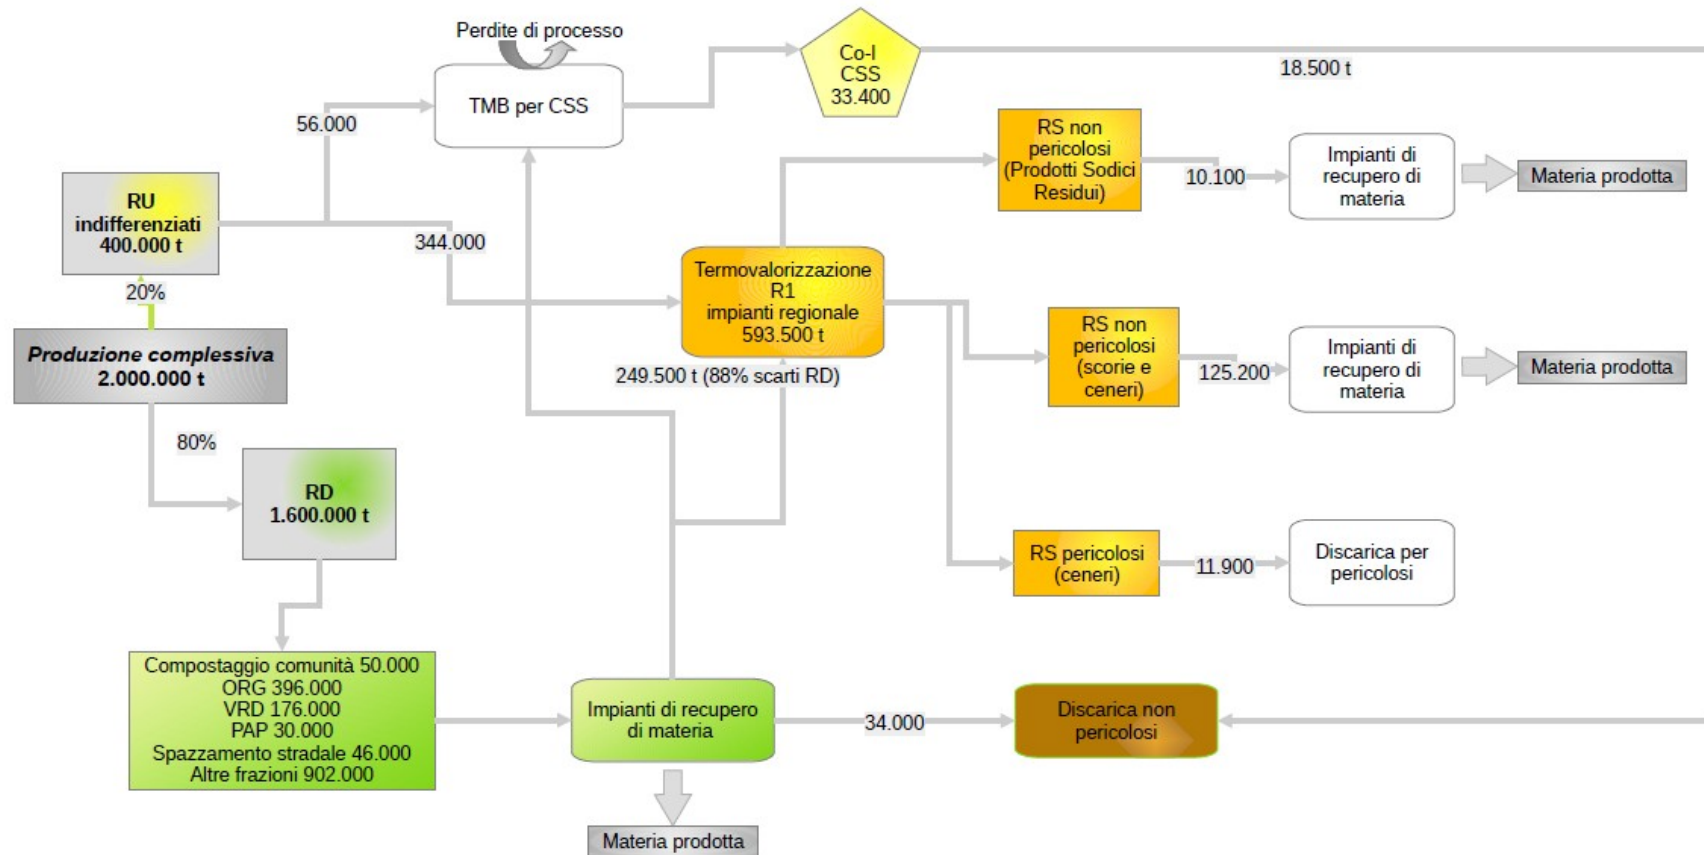 Perdite di processo
TMB per CSS
Co-I
CSS
33.400
18.500 t
56.000
RU
indifferenziati
400.000 t
344.000
20%
Produzione complessiva
2.000.000 t
80%
RD
1.600.000 t
Compostaggio comunità 50.000
ORG 396.000
VRD 176.000
PAP 30.000
Spazzamento stradale 46.000
Altre frazioni 902.000
Impianti di recupero
di materia
Materia prodotta
34.000
Discarica non
pericolosi
249.500 t (88% scarti RD)
Termovalorizzazione
R1
impianti regionale
593.500 t
RS non
pericolosi
(Prodotti Sodici
Residui)
10.100
Impianti di
recupero di
materia
Materia prodotta
RS non
pericolosi
(scorie e
ceneri)
125.200
Impianti di
recupero di
materia
Materia prodotta
RS pericolosi
(ceneri)
11.900
Discarica per
pericolosi